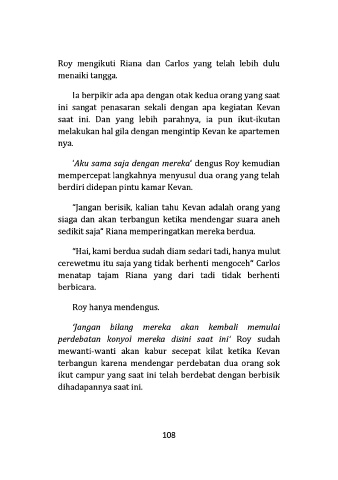 Roy mengikuti Riana dan Carlos yang telah lebih dulu
menaiki tangga.
Ia berpikir ada apa dengan otak kedua orang yang saat
ini sangat penasaran sekali dengan apa kegiatan Kevan
saat ini. Dan yang lebih parahnya, ia pun ikut-ikutan
melakukan hal gila dengan mengintip Kevan ke apartemen
nya.
'Aku sama saja dengan mereka' dengus Roy kemudian
mempercepat langkahnya menyusul dua orang yang telah
berdiri didepan pintu kamar Kevan.
"Jangan berisik, kalian tahu Kevan adalah orang yang
siaga dan akan terbangun ketika mendengar suara aneh
sedikit saja" Riana memperingatkan mereka berdua.
"Hai, kami berdua sudah diam sedari tadi, hanya mulut
cerewetmu itu saja yang tidak berhenti mengoceh" Carlos
menatap tajam Riana yang dari tadi tidak berhenti
berbicara.
Roy hanya mendengus.
'Jangan bilang mereka akan kembali memulai
perdebatan konyol mereka disini saat ini' Roy sudah
mewanti-wanti akan kabur secepat kilat ketika Kevan
terbangun karena mendengar perdebatan dua orang sok
ikut campur yang saat ini telah berdebat dengan berbisik
dihadapannya saat ini.
108